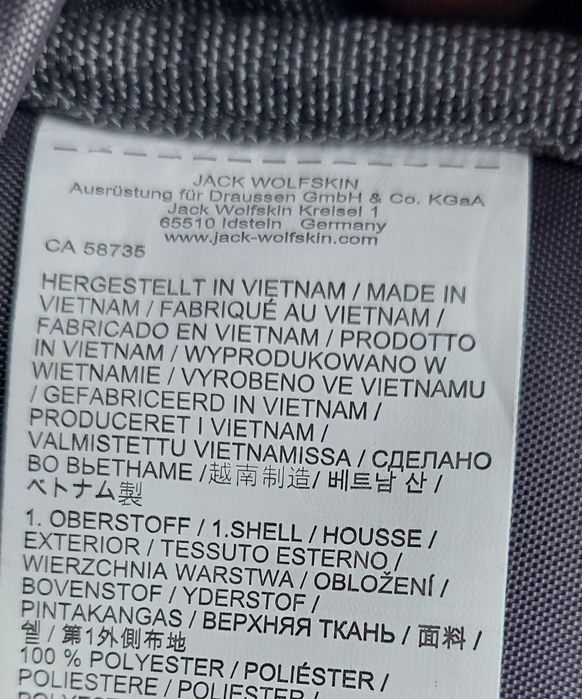 JACK WOLFSKIN
Ausrüstung für Draussen GmbH & Co. KGaA
Jack Wolfskin Kreisel 1
65510 Idstein Germany
www.jack-wolfskin.com
CA 58735
HERGESTELLT IN VIETNAM / MADE IN
VIETNAM / FABRIQUÉ AU VIETNAM /
FABRICADO EN VIETNAM / PRODOTTO
IN VIETNAM / WYPRODUKOWANO W
WIETNAMIE / VYROBENO VE VIETNAMU
/ GEFABRICEERD IN VIETNAM /
PRODUCERET I VIETNAM /
VALMISTETTU VIETNAMISSA / СДЕЛАНО
ВО ВЬЕТНАМЕ /越南制造/ 베트남 산 /
ベトナム製
1. OBERSTOFF / 1.SHELL / HOUSSE /
EXTERIOR / TESSUTO ESTERNO /
WIERZCHNIA WARSTWA / OBLOŽENÍ /
BOVENSTOF / YDERSTOF /
PINTAKANGAS / ВЕРХНЯЯ ТКАНЬ / 面料 /
쉘 / 第1外側布地
100 % POLYESTER / POLIÉSTER /
POLIESTERE / POLIESTER /